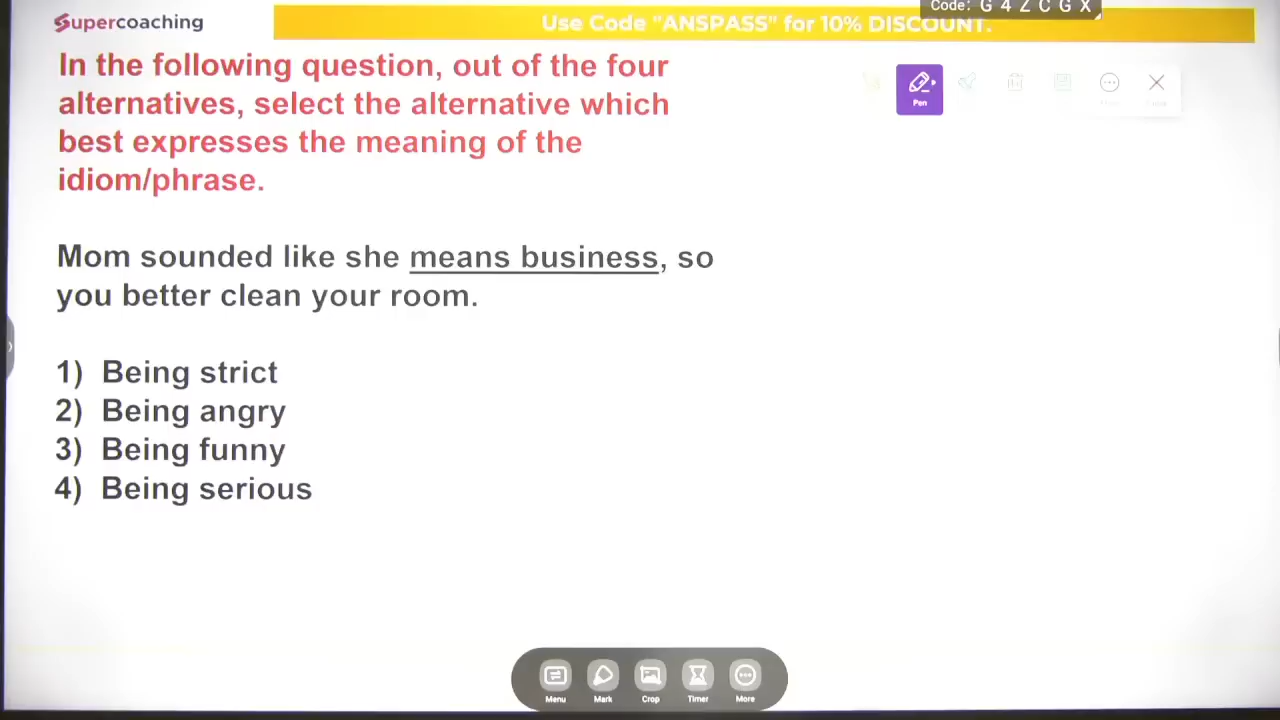 Supercoaching
Use Code "ANSPASS" for 10% DISCOUNT.
Code: G 4 Z C G X
In the following question, out of the four
alternatives, select the alternative which
best expresses the meaning of the
idiom/phrase.
Pen
Mom sounded like she means business, so
you better clean your room.
1) Being strict
2) Being angry
3) Being funny
4) Being serious
Menu
Mark
Crop
Timer
More